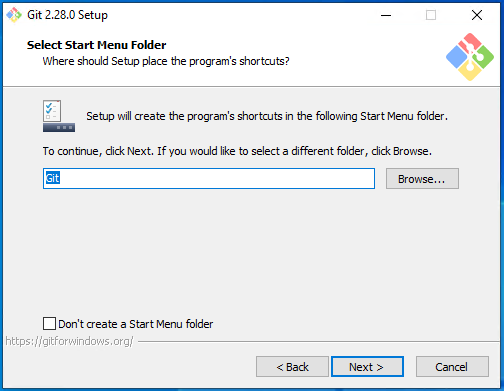 Git 2.28.0 Setup
Select Start Menu Folder
Where should Setup place the program's shortcuts?
Setup will create the program's shortcuts in the following Start Menu folder.
To continue, click Next. If you would like to select a different folder, click Browse.
Git
Browse...
Don't create a Start Menu folder
https://gitforwindows.org/
< Back
Next >
Cancel